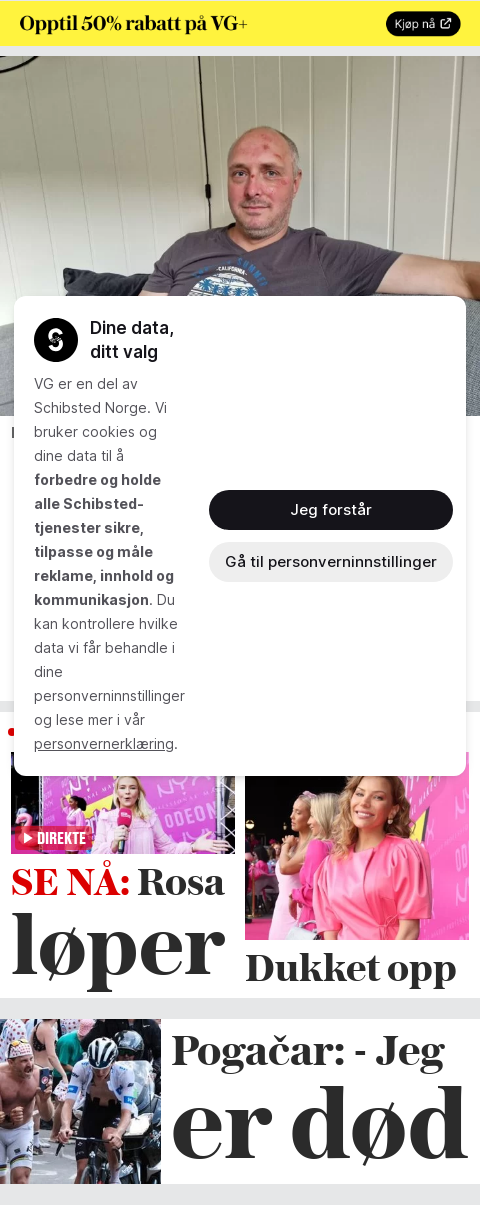 Opptil 50% rabatt på VG+
Kjøp nå
CALIFORNIA
Dine data,
ditt valg
VG er en del av
Schibsted Norge. Vi
bruker cookies og
dine data til å
forbedre og holde
alle Schibsted-
tjenester sikre,
tilpasse og måle
reklame, innhold og
kommunikasjon. Du
kan kontrollere hvilke
data vi får behandle i
dine
personverninnstillinger
og lese mer i vår
personvernerklæring.
Jeg forstår
Gå til personverninnstillinger
DIREKTE
SE NÅ: Rosa
løper
Dukket opp
Pogačar: - Jeg
er død